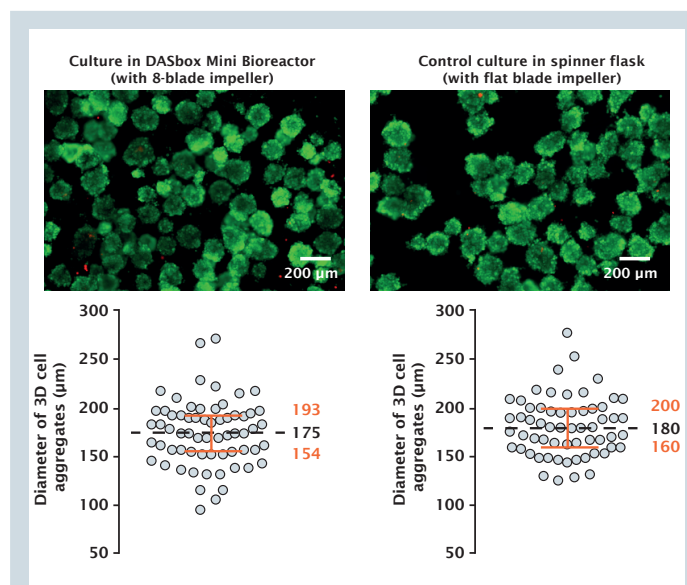 Culture in DASbox Mini Bioreactor
(with 8-blade impeller)
Control culture in spinner flask
(with flat blade impeller)
200 µm
200 µm
Diameter of 3D cell
aggregates (µm)
300
250
200
150
100
50
193
175
154
Diameter of 3D cell
aggregates (µm)
300
250
200
150
100
50
200
180
160